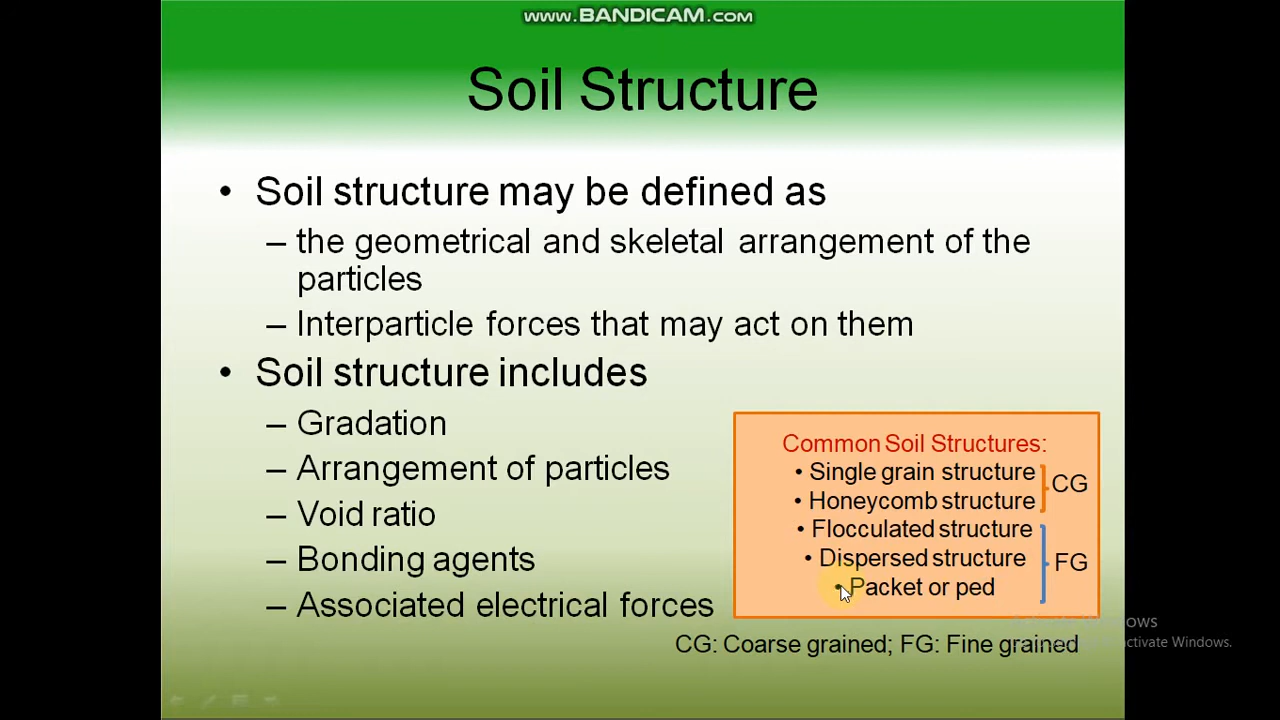 www.BANDICAM.com
Soil Structure
• Soil structure may be defined as
– the geometrical and skeletal arrangement of the
particles
– Interparticle forces that may act on them
• Soil structure includes
– Gradation
– Arrangement of particles
– Void ratio
– Bonding agents
– Associated electrical forces
Common Soil Structures:
• Single grain structure
• Honeycomb structure
CG
• Flocculated structure
• Dispersed structure
• Packet or ped
FG
CG: Coarse grained; FG: Fine grained
activate Windows.